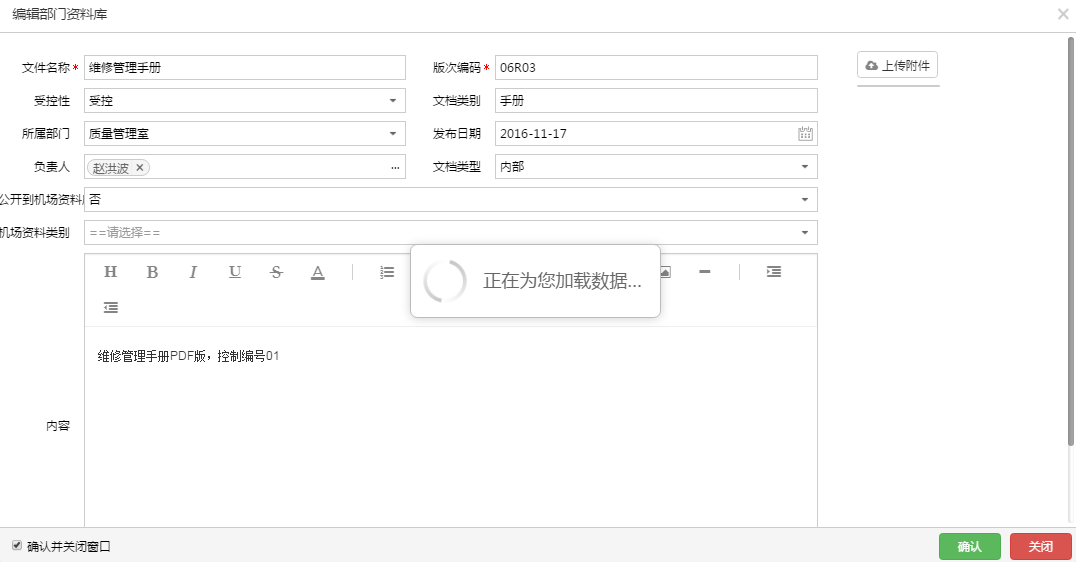 编辑部门资料库
文件名称* 维修管理手册 版次编码* 06R03 上传附件
受控性 受控 文档类别 手册
所属部门 质量管理室 发布日期 2016-11-17
负责人 赵洪波 × ... 文档类型 内部
公开到机场资料 否
机场资料类别 ==请选择==
H B I U S A
正在为您加载数据...
维修管理手册PDF版，控制编号01
内容
确认并关闭窗口 确认 关闭